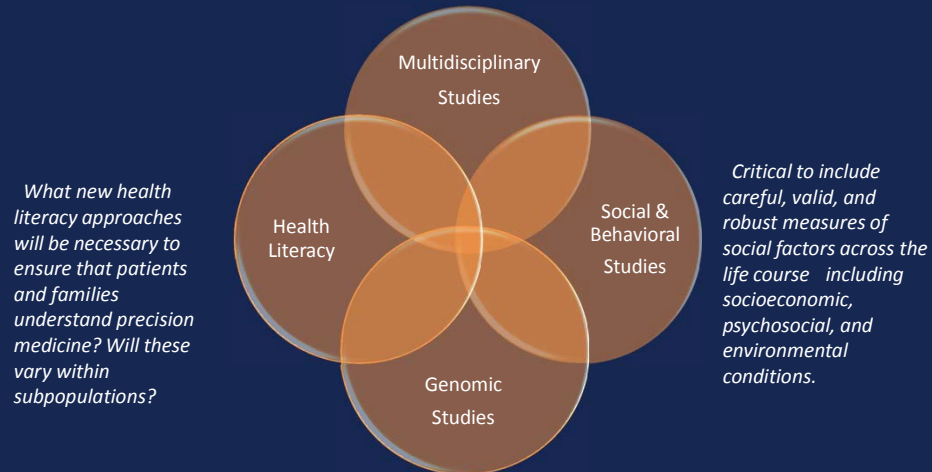 Multidisciplinary
Studies
What new health
literacy approaches
will be necessary to
ensure that patients
and families
understand precision
medicine? Will these
vary within
subpopulations?
Health
Literacy
Social &
Behavioral
Studies
Critical to include
careful, valid, and
robust measures of
social factors across the
life course including
socioeconomic,
psychosocial, and
environmental
conditions.
Genomic
Studies